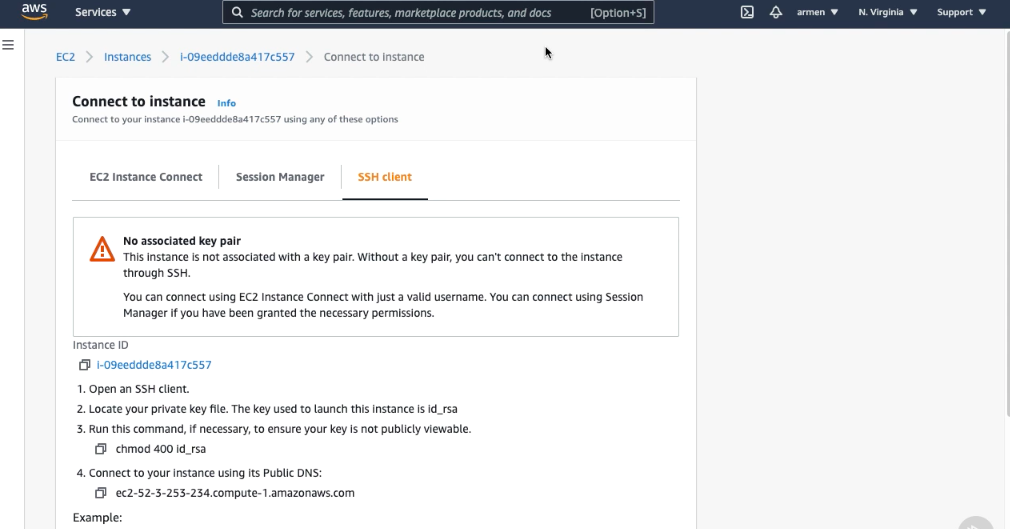 aws
Services ▼
Search for services, features, marketplace products, and docs [Option+S]
armen ▼
N. Virginia ▼
Support ▼
EC2 > Instances > i-09eeddde8a417c557 > Connect to instance
Connect to instance Info
Connect to your instance i-09eeddde8a417c557 using any of these options
EC2 Instance Connect
Session Manager
SSH client
No associated key pair
This instance is not associated with a key pair. Without a key pair, you can't connect to the instance
through SSH.
You can connect using EC2 Instance Connect with just a valid username. You can connect using Session
Manager if you have been granted the necessary permissions.
Instance ID
i-09eeddde8a417c557
1. Open an SSH client.
2. Locate your private key file. The key used to launch this instance is id_rsa
3. Run this command, if necessary, to ensure your key is not publicly viewable.
chmod 400 id_rsa
4. Connect to your instance using its Public DNS:
ec2-52-3-253-234.compute-1.amazonaws.com
Example: